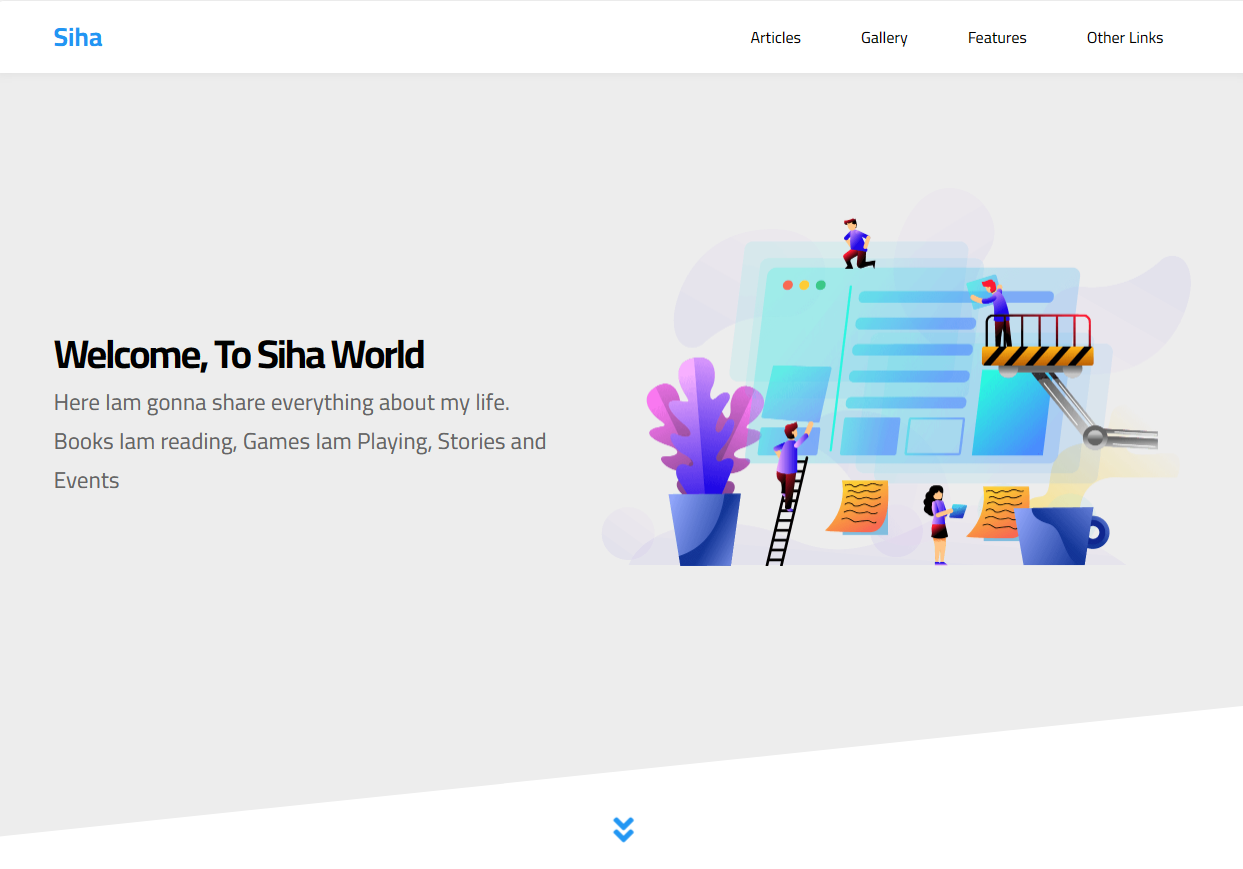 Siha
Articles
Gallery
Features
Other Links
Welcome, To Siha World
Here Iam gonna share everything about my life.
Books Iam reading, Games Iam Playing, Stories and
Events